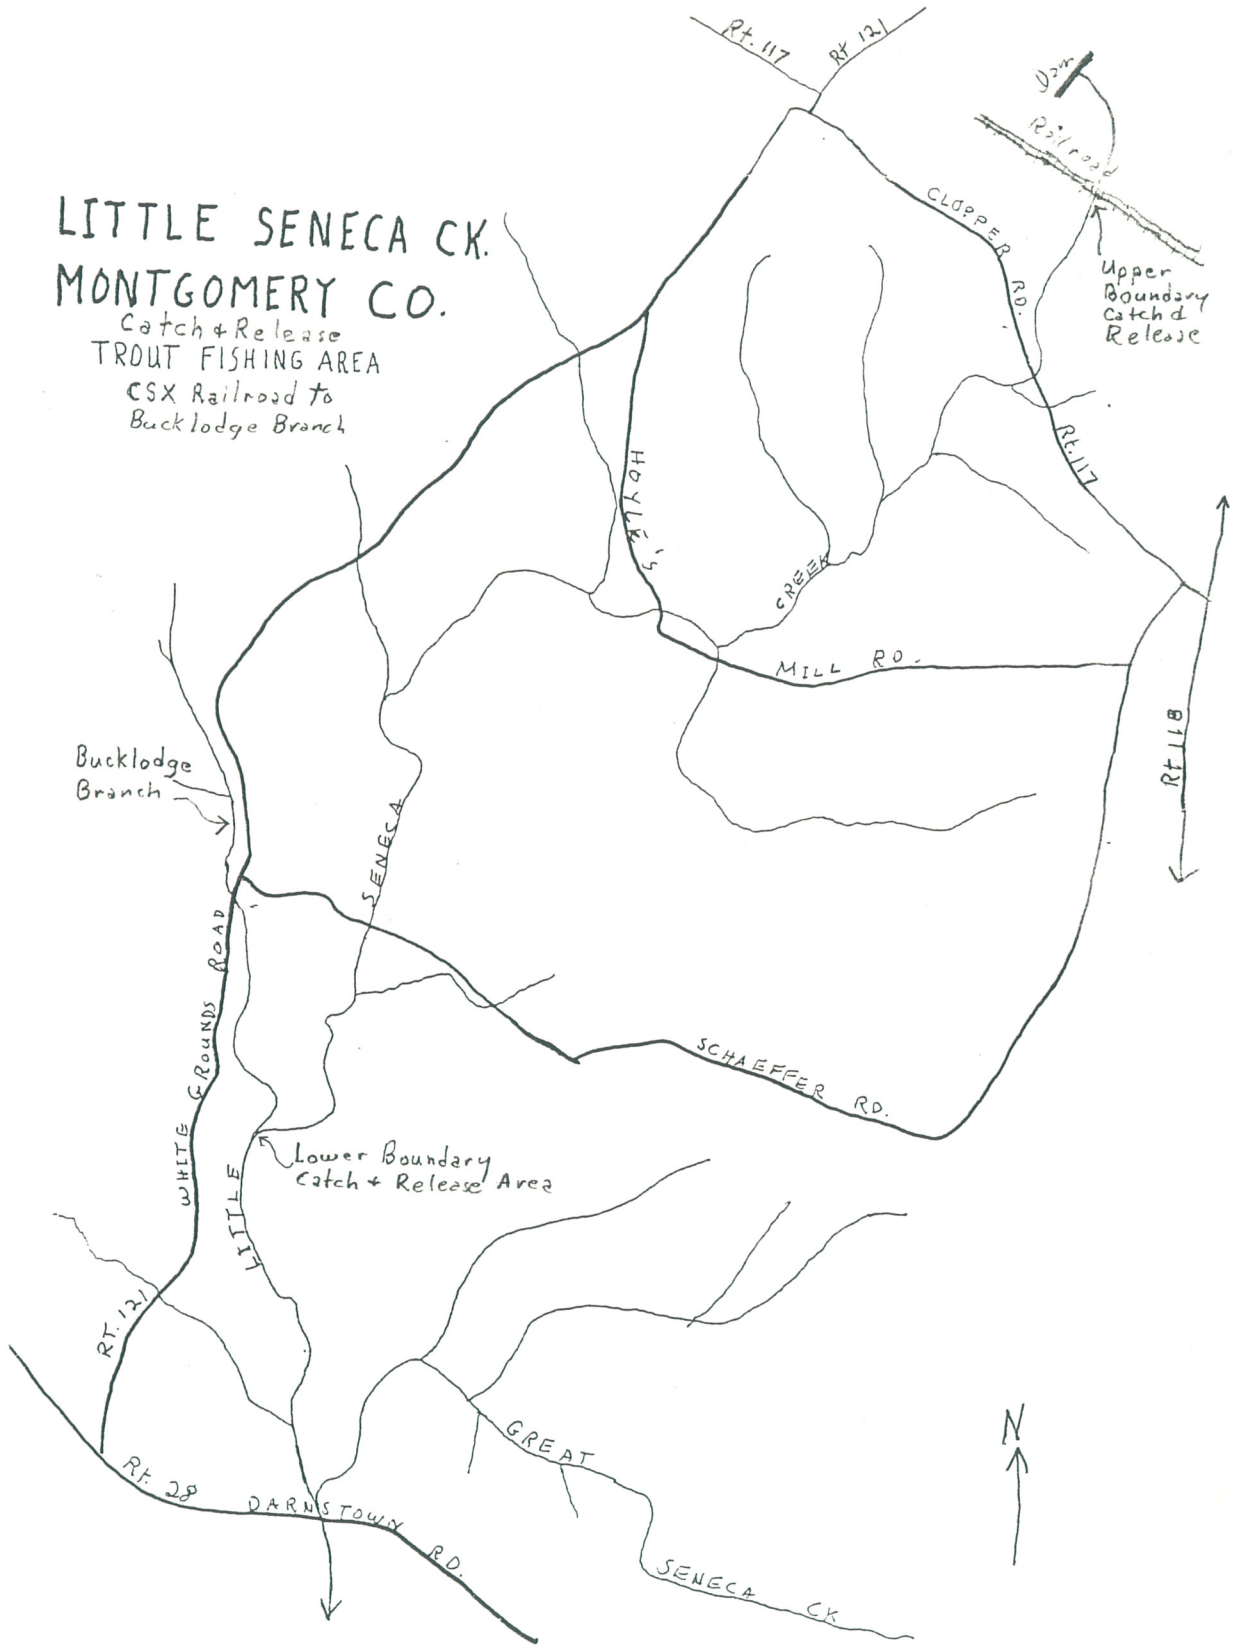 Rt. 117
Rt 121
Dam
Railroad
LITTLE SENECA CK.
MONTGOMERY CO.
Catch & Release
TROUT FISHING AREA
CSX Railroad to
Bucklodge Branch
CLOPPER RD.
Upper
Boundary
Catch d
Release
Rt. 117
HOYLE'S
CREEK
MILL RD.
Rt 118
Bucklodge
Branch
SENECA
WHITE GROUNDS ROAD
SCHAEFFER RD.
Lower Boundary
Catch & Release Area
LITTLE
RT. 121
Rt. 28
DARNSTOWN RD.
GREAT
SENECA CK
N